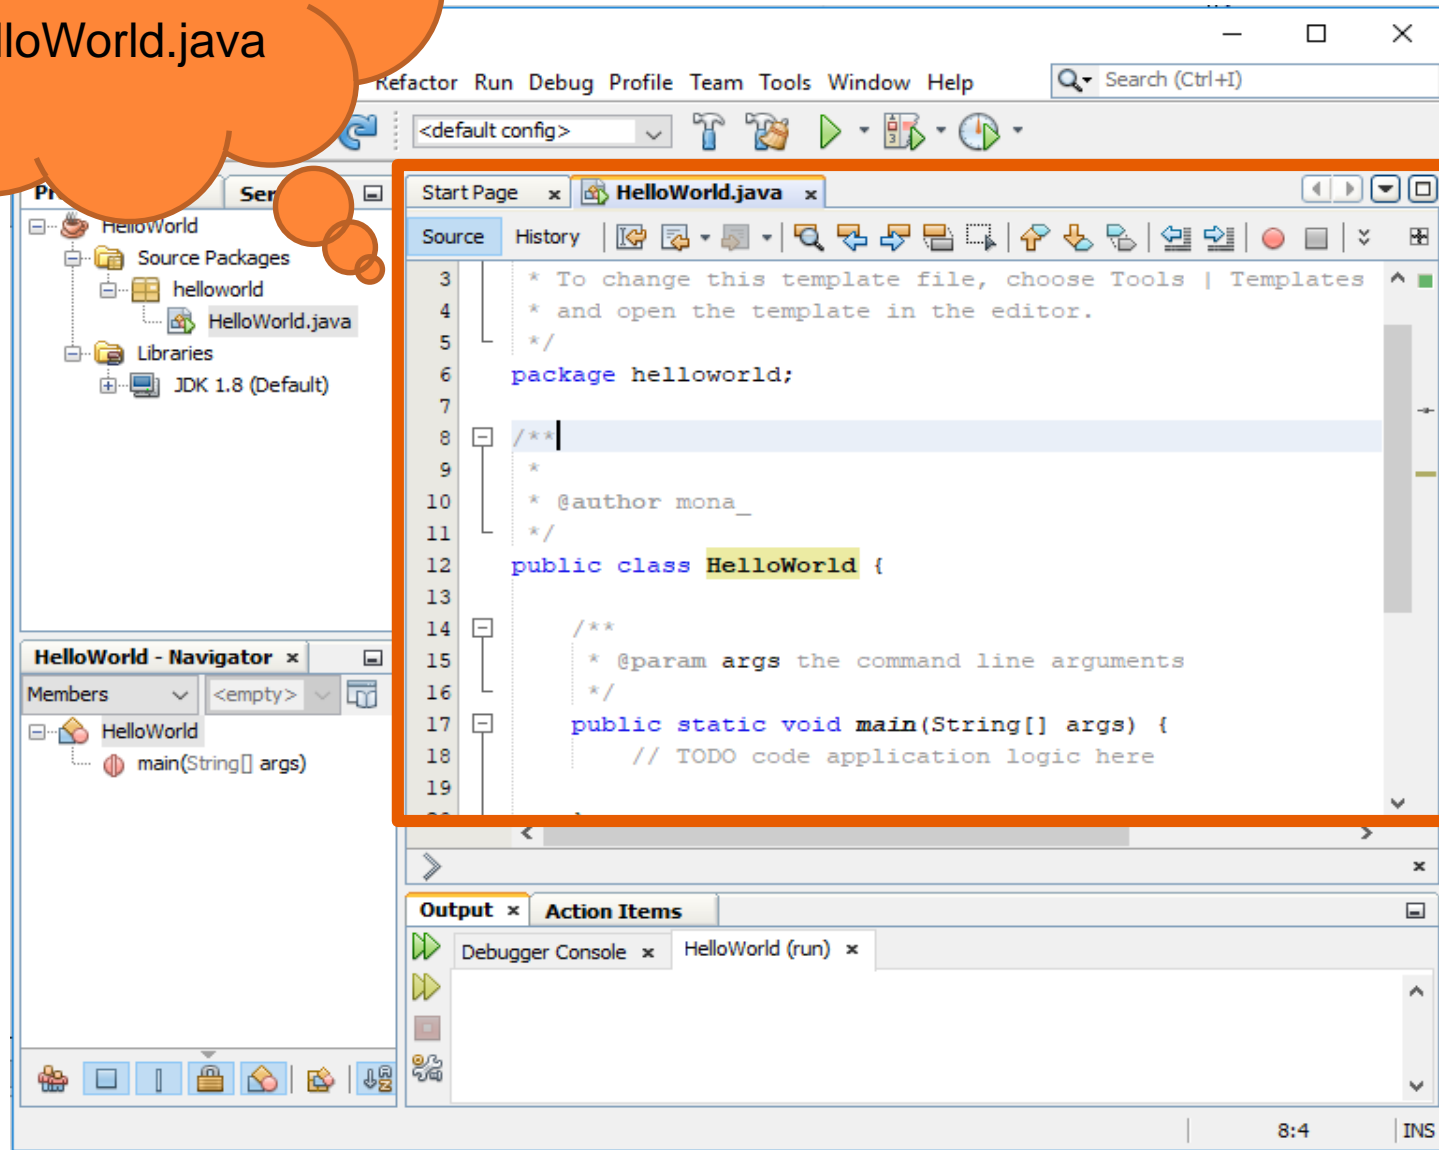 lloWorld.java
Refactor Run Debug Profile Team Tools Window Help
Search (Ctrl+I)
<default config>
Ser
HelloWorld
Source Packages
helloworld
HelloWorld.java
Libraries
JDK 1.8 (Default)
HelloWorld - Navigator
Members
<empty>
HelloWorld
main(String[] args)
Start Page HelloWorld.java
Source History
3 * To change this template file, choose Tools | Templates
4 * and open the template in the editor.
5 */
6 package helloworld;
7
8 /**
9 *
10 * @author mona_
11 */
12 public class HelloWorld {
13
14 /**
15 * @param args the command line arguments
16 */
17 public static void main(String[] args) {
18 // TODO code application logic here
19
Output Action Items
Debugger Console HelloWorld (run)
8:4 INS